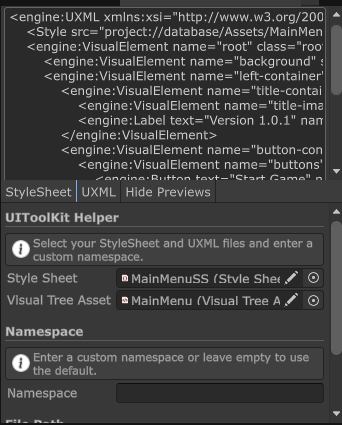 <engine:UXML xmlns:xsi="http://www.w3.org/200
<Style src="project://database/Assets/MainMen
<engine:VisualElement name="root" class="root
<engine:VisualElement name="background" s
<engine:VisualElement name="left-container"
<engine:VisualElement name="title-contai
<engine:VisualElement name="title-ima
<engine:Label text="Version 1.0.1" nam
</engine:VisualElement>
<engine:VisualElement name="button-con
<engine:VisualElement name="buttons"
<engine:Button text="Start Game" n
StyleSheet UXML Hide Previews
UIToolKit Helper
Select your StyleSheet and UXML files and enter a
custom namespace.
Style Sheet MainMenuSS (Style Shee
Visual Tree Asset MainMenu (Visual Tree A
Namespace
Enter a custom namespace or leave empty to use
the default.
Namespace
File Path